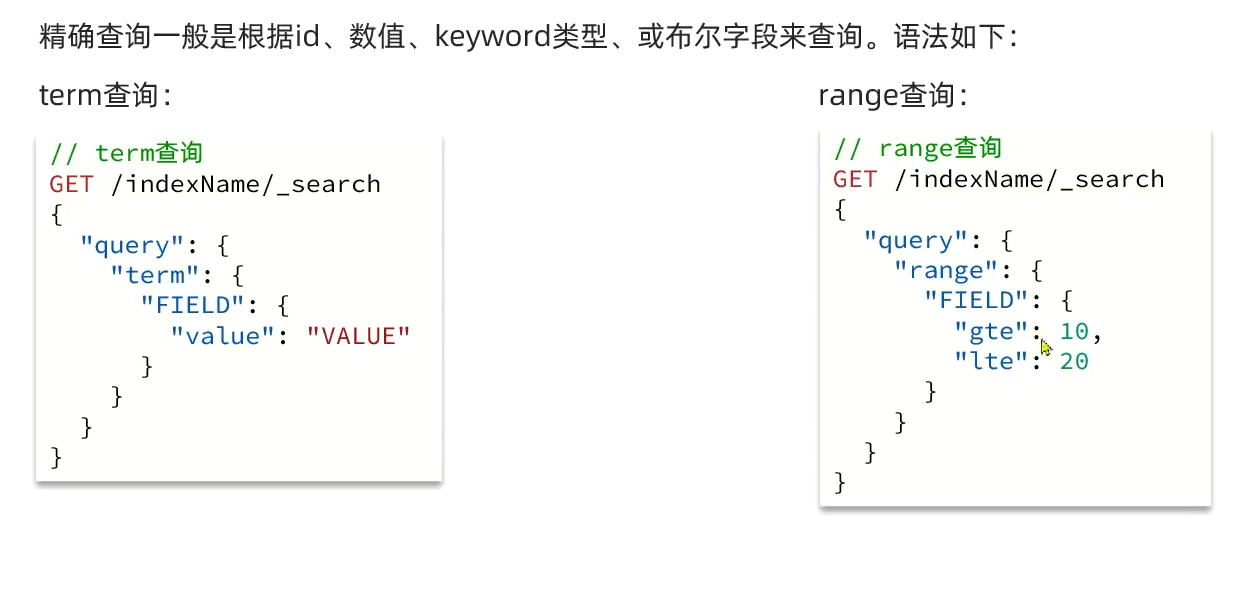 精确查询一般是根据id、数值、keyword类型、或布尔字段来查询。语法如下：
term查询：
// term查询
GET /indexName/_search
{
  "query": {
    "term": {
      "FIELD": {
        "value": "VALUE"
      }
    }
  }
}
range查询：
// range查询
GET /indexName/_search
{
  "query": {
    "range": {
      "FIELD": {
        "gte": 10,
        "lte": 20
      }
    }
  }
}